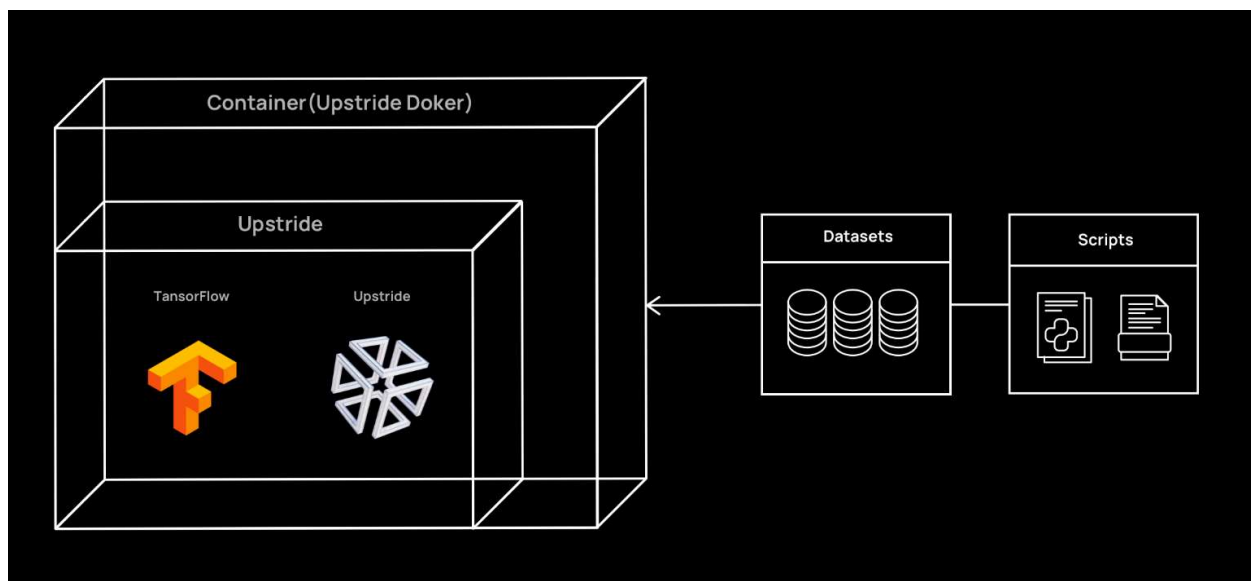 Container(Upstride Doker)
Upstride
TansorFlow
Upstride
Datasets
Scripts